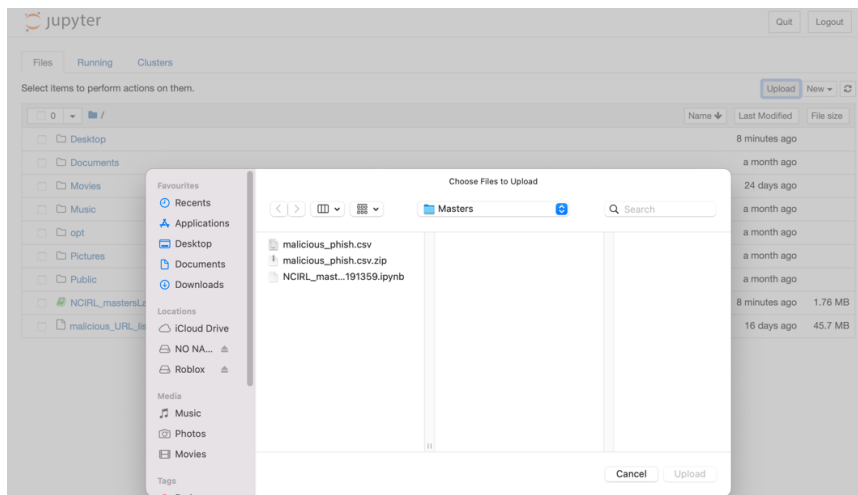 jupyter
Quit Logout
Files Running Clusters
Select items to perform actions on them.
Upload New
0 / Name Last Modified File size
Desktop 8 minutes ago
Documents a month ago
Movies 24 days ago
Music a month ago
opt a month ago
Pictures a month ago
Public a month ago
NCIRL_mastersLa 8 minutes ago 1.76 MB
malicious_URL_lis 16 days ago 45.7 MB
Choose Files to Upload
Masters
Search
Favourites
Recents
Applications
Desktop
Documents
Downloads
Locations
iCloud Drive
NO NA...
Roblox
Media
Music
Photos
Movies
Tags
malicious_phish.csv
malicious_phish.csv.zip
NCIRL_mast...191359.ipynb
Cancel Upload